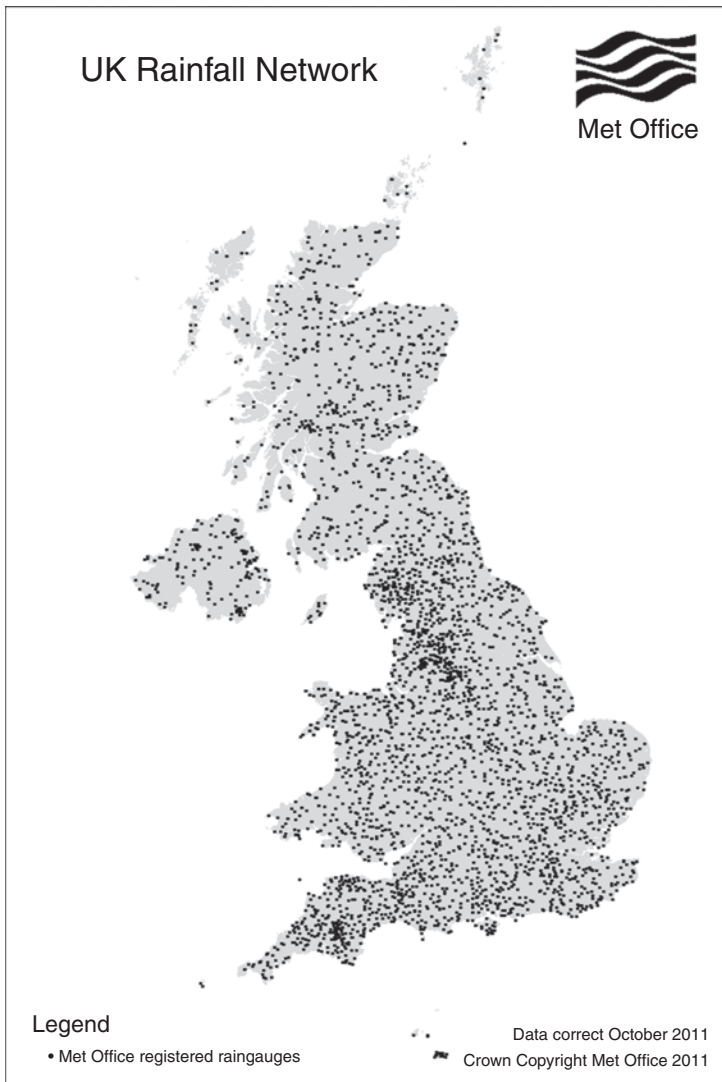 UK Rainfall Network
Met Office
Legend
• Met Office registered raingauges
Data correct October 2011
Crown Copyright Met Office 2011